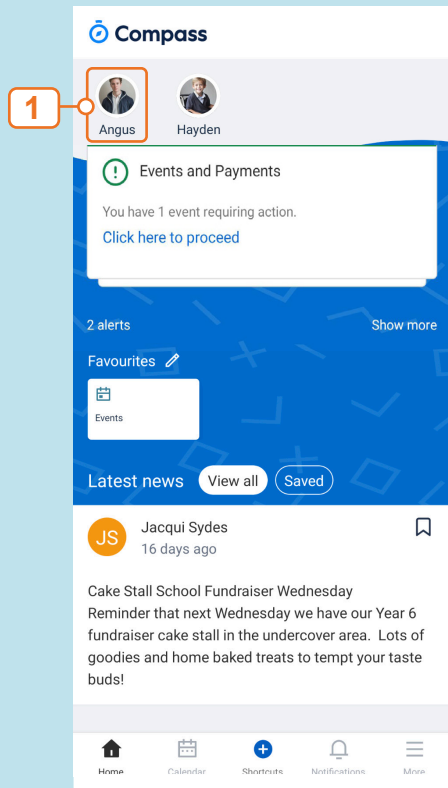 Compass
1
Angus Hayden
Events and Payments
You have 1 event requiring action.
Click here to proceed
2 alerts Show more
Favourites
Events
Latest news View all Saved
JS Jacqui Sydes
16 days ago
Cake Stall School Fundraiser Wednesday
Reminder that next Wednesday we have our Year 6
fundraiser cake stall in the undercover area. Lots of
goodies and home baked treats to tempt your taste
buds!
Home Calendar Shortcuts Notifications More